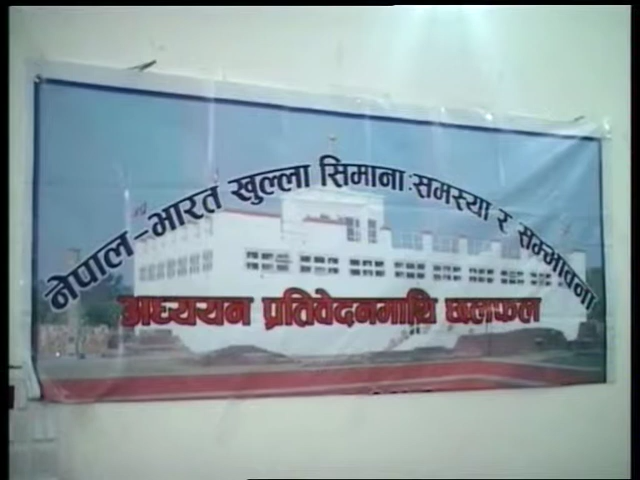 नेपाल-भारत खुल्ला सिमाना:समस्या र सम्भावना
अध्ययन प्रतिवेदनमाथि छलफल